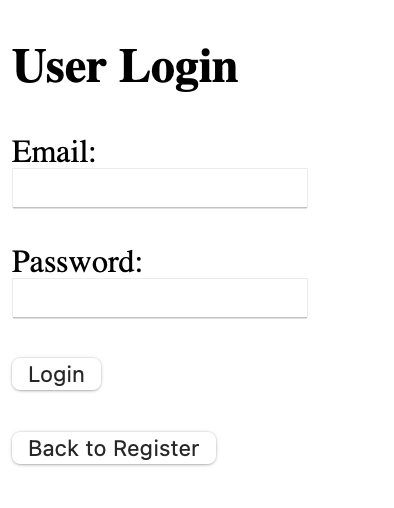 User Login
Email:
Password:
Login
Back to Register